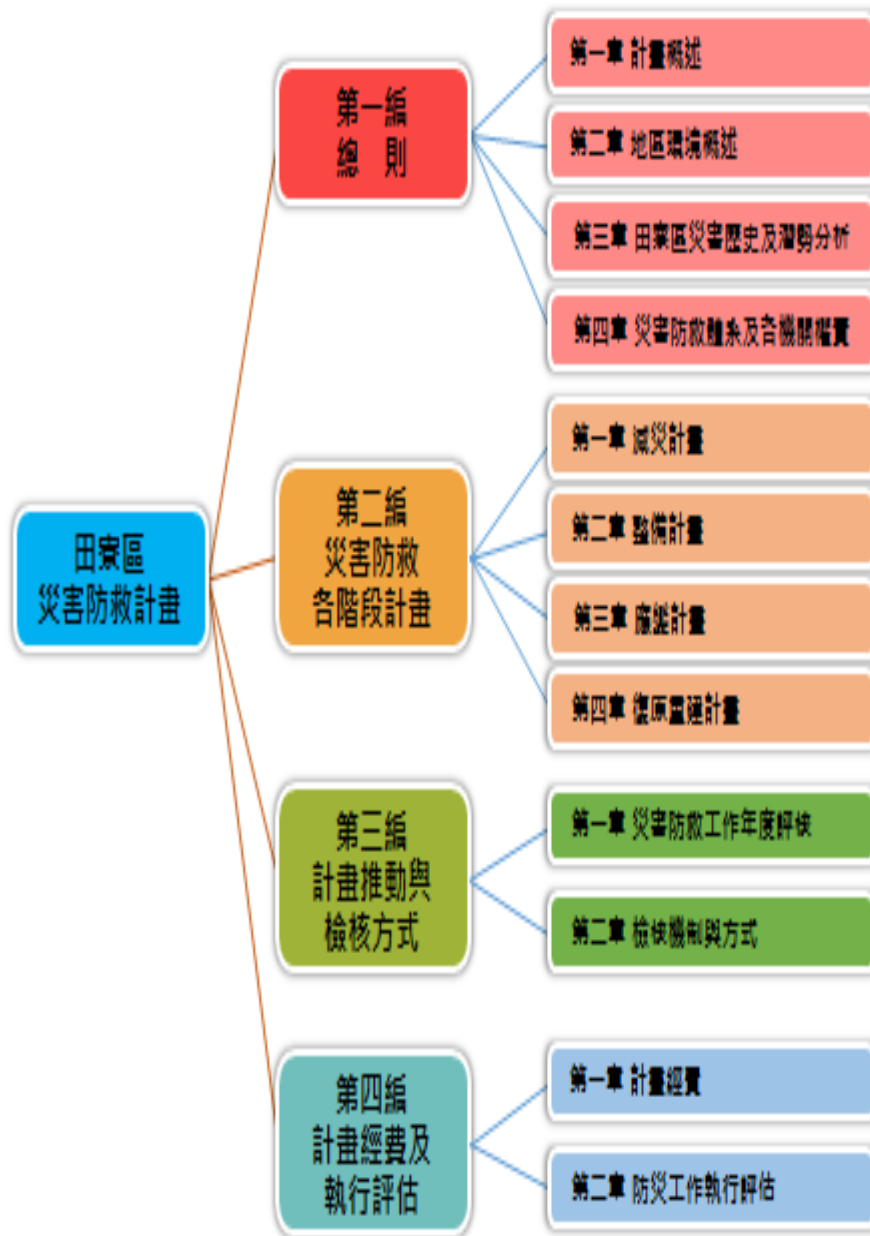 田寮區
災害防救計畫
第一編
總 則
第一章 計畫概述
第二章 地區環境概述
第三章 田寮區災害歷史及潛勢分析
第四章 災害防救體系及各機關權責
第二編
災害防救
各階段計畫
第一章 減災計畫
第二章 整備計畫
第三章 應變計畫
第四章 復原重建計畫
第三編
計畫推動與
檢核方式
第一章 災害防救工作年度評核
第二章 檢核機制與方式
第四編
計畫經費及
執行評估
第一章 計畫經費
第二章 防災工作執行評估